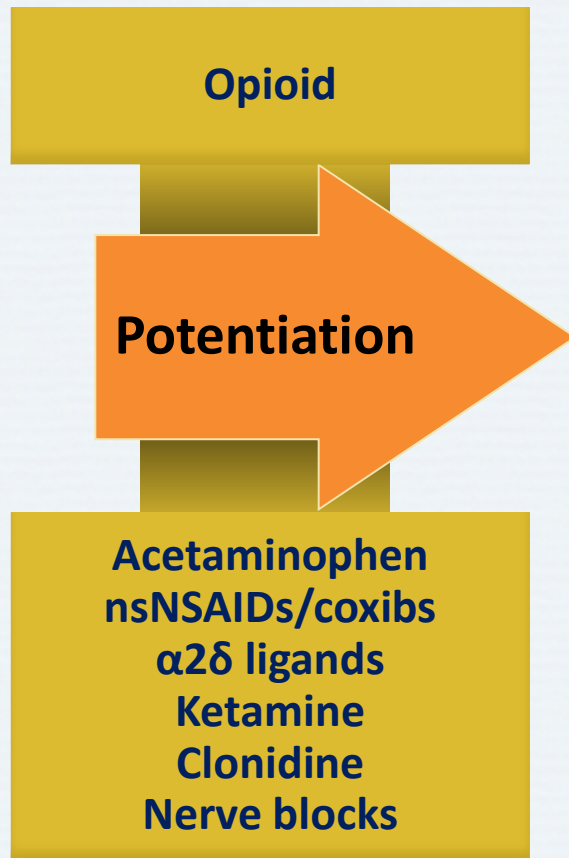 Opioid
Potentiation
Acetaminophen
nsNSAIDs/coxibs
α2δ ligands
Ketamine
Clonidine
Nerve blocks